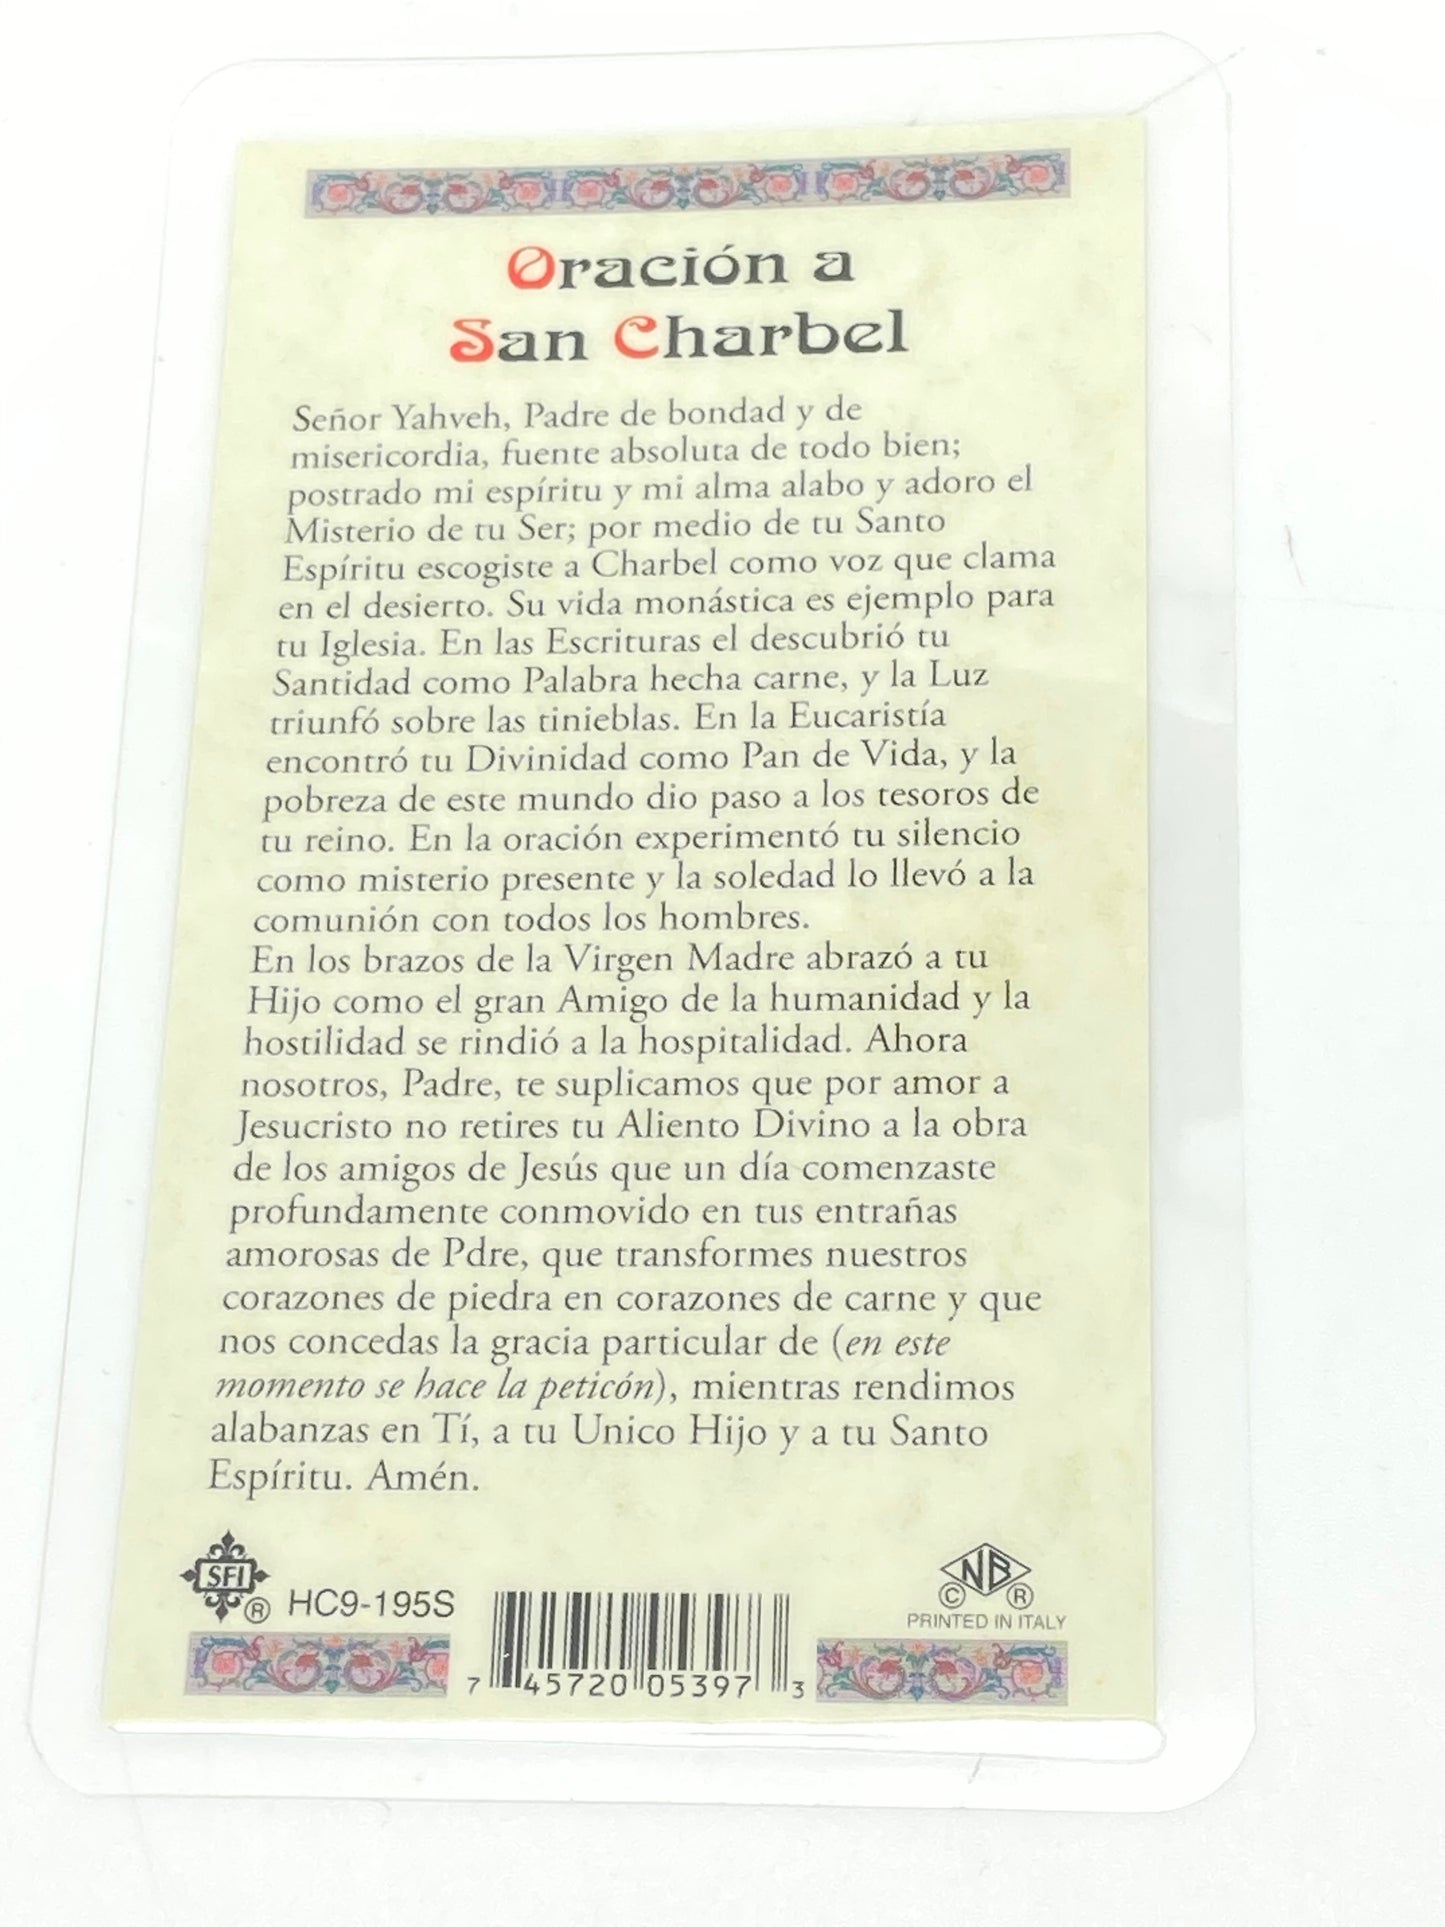 Oración a
San Charbel
Señor Yahveh, Padre de bondad y de
misericordia, fuente absoluta de todo bien;
postrado mi espíritu y mi alma alabo y adoro el
Misterio de tu Ser; por medio de tu Santo
Espíritu escogiste a Charbel como voz que clama
en el desierto. Su vida monástica es ejemplo para
tu Iglesia. En las Escrituras el descubrió tu
Santidad como Palabra hecha carne, y la Luz
triunfó sobre las tinieblas. En la Eucaristía
encontró tu Divinidad como Pan de Vida, y la
pobreza de este mundo dio paso a los tesoros de
tu reino. En la oración experimentó tu silencio
como misterio presente y la soledad lo llevó a la
comunión con todos los hombres.
En los brazos de la Virgen Madre abrazó a tu
Hijo como el gran Amigo de la humanidad y la
hostilidad se rindió a la hospitalidad. Ahora
nosotros, Padre, te suplicamos que por amor a
Jesucristo no retires tu Aliento Divino a la obra
de los amigos de Jesús que un día comenzaste
profundamente conmovido en tus entrañas
amorosas de Pdre, que transformes nuestros
corazones de piedra en corazones de carne y que
nos concedas la gracia particular de (en este
momento se hace la peticón), mientras rendimos
alabanzas en Tí, a tu Unico Hijo y a tu Santo
Espíritu. Amén.
SFI ® HC9-195S
NB
© ®
PRINTED IN ITALY
7 45720 05397 3